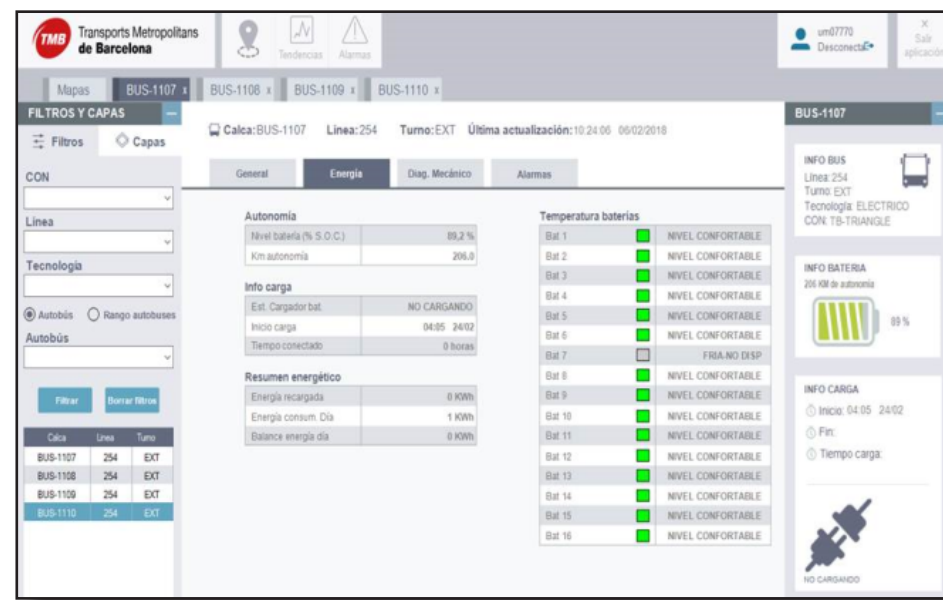 TMB Transports Metropolitans
de Barcelona
Tendencias Alarmas
um07770
Desconectar
X
Salir
aplicación
Mapas BUS-1107 x BUS-1108 x BUS-1109 x BUS-1110 x
FILTROS Y CAPAS
Filtros Capas
CON
Línea
Tecnología
Autobús Rango autobuses
Autobús
Filtrar Borrar filtros
Calca Línea Turno
BUS-1107 254 EXT
BUS-1108 254 EXT
BUS-1109 254 EXT
BUS-1110 254 EXT
Calca:BUS-1107 Línea:254 Turno:EXT Última actualización:10:24:06 06/02/2018
General Energía Diag. Mecánico Alarmas
Autonomía
Nivel batería (% S.O.C.) 89,2 %
Km autonomía 206.0
Info carga
Est. Cargador bat. NO CARGANDO
Inicio carga 04:05 24/02
Tiempo conectado 0 horas
Resumen energético
Energía recargada 0 KWh
Energía consum. Día 1 KWh
Balance energía día 0 KWh
Temperatura baterías
Bat 1 NIVEL CONFORTABLE
Bat 2 NIVEL CONFORTABLE
Bat 3 NIVEL CONFORTABLE
Bat 4 NIVEL CONFORTABLE
Bat 5 NIVEL CONFORTABLE
Bat 6 NIVEL CONFORTABLE
Bat 7 FRIA-NO DISP
Bat 8 NIVEL CONFORTABLE
Bat 9 NIVEL CONFORTABLE
Bat 10 NIVEL CONFORTABLE
Bat 11 NIVEL CONFORTABLE
Bat 12 NIVEL CONFORTABLE
Bat 13 NIVEL CONFORTABLE
Bat 14 NIVEL CONFORTABLE
Bat 15 NIVEL CONFORTABLE
Bat 16 NIVEL CONFORTABLE
BUS-1107
INFO BUS
Línea: 254
Turno: EXT
Tecnología: ELECTRICO
CON: TB-TRIANGLE
INFO BATERIA
206 KM de autonomía
89 %
INFO CARGA
Inicio: 04:05 24/02
Fin:
Tiempo carga:
NO CARGANDO